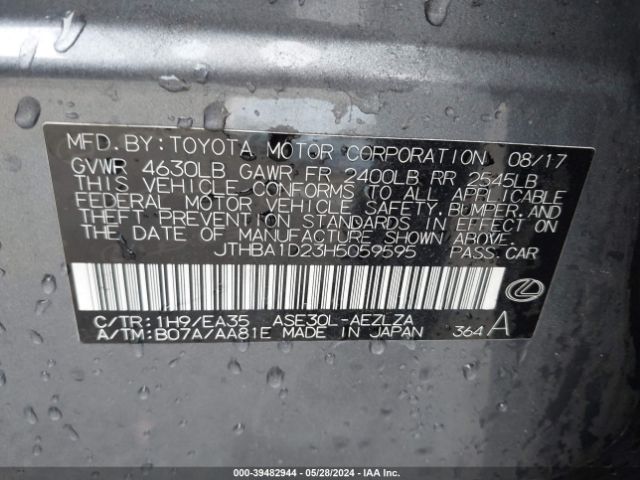 MFD. BY: TOYOTA MOTOR CORPORATION 08/17
GVWR 4630LB GAWR FR 2400LB RR 2545LB
THIS VEHICLE CONFORMS TO ALL APPLICABLE
FEDERAL MOTOR VEHICLE SAFETY, BUMPER, AND
THEFT PREVENTION STANDARDS IN EFFECT ON
THE DATE OF MANUFACTURE SHOWN ABOVE.
JTHBA1D23H5059595 PASS.CAR
C/TR: 1H9/EA35 ASE30L-AEZLZA
A/TM: B07A/AA81E MADE IN JAPAN 364 A
000-39482944 - 05/28/2024 - IAA Inc.